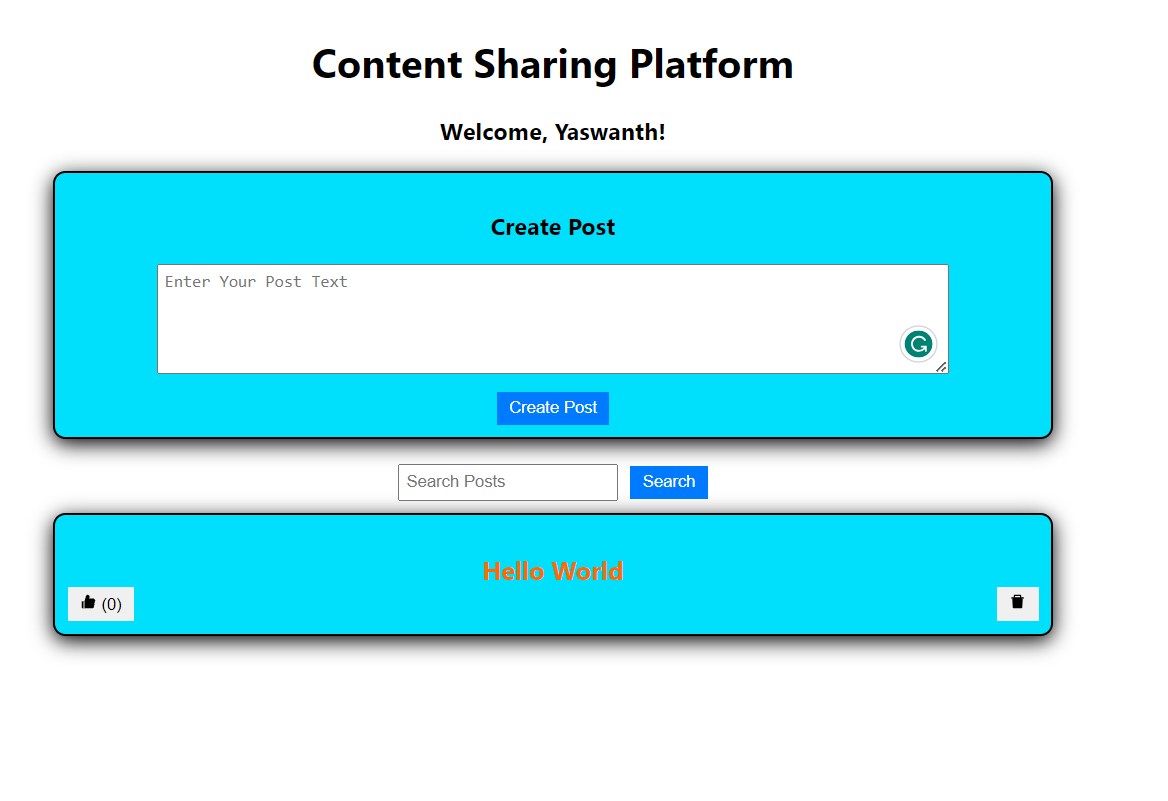 Content Sharing Platform
Welcome, Yaswanth!
Create Post
Enter Your Post Text
Create Post
Search Posts
Search
Hello World
(0)